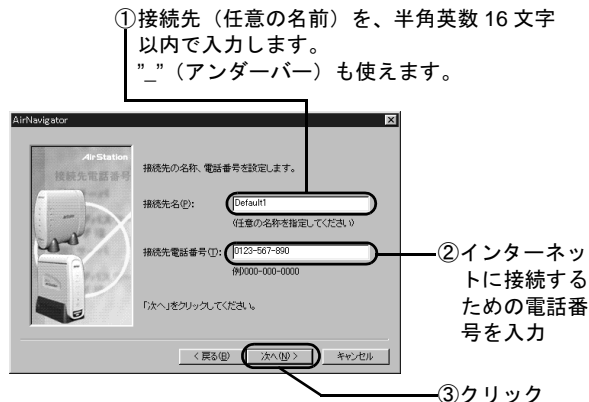 ①接続先（任意の名前）を、半角英数 16 文字
以内で入力します。
"_"（アンダーバー）も使えます。
AirNavigator
AirStation
接続先電話番号
接続先の名称、電話番号を設定します。
接続先名(P):
Default1
(任意の名称を指定してください)
接続先電話番号(T):
0123-567-890
例)000-000-0000
「次へ」をクリックしてください。
< 戻る(B)
次へ(N) >
キャンセル
②インターネッ
トに接続する
ための電話番
号を入力
③クリック